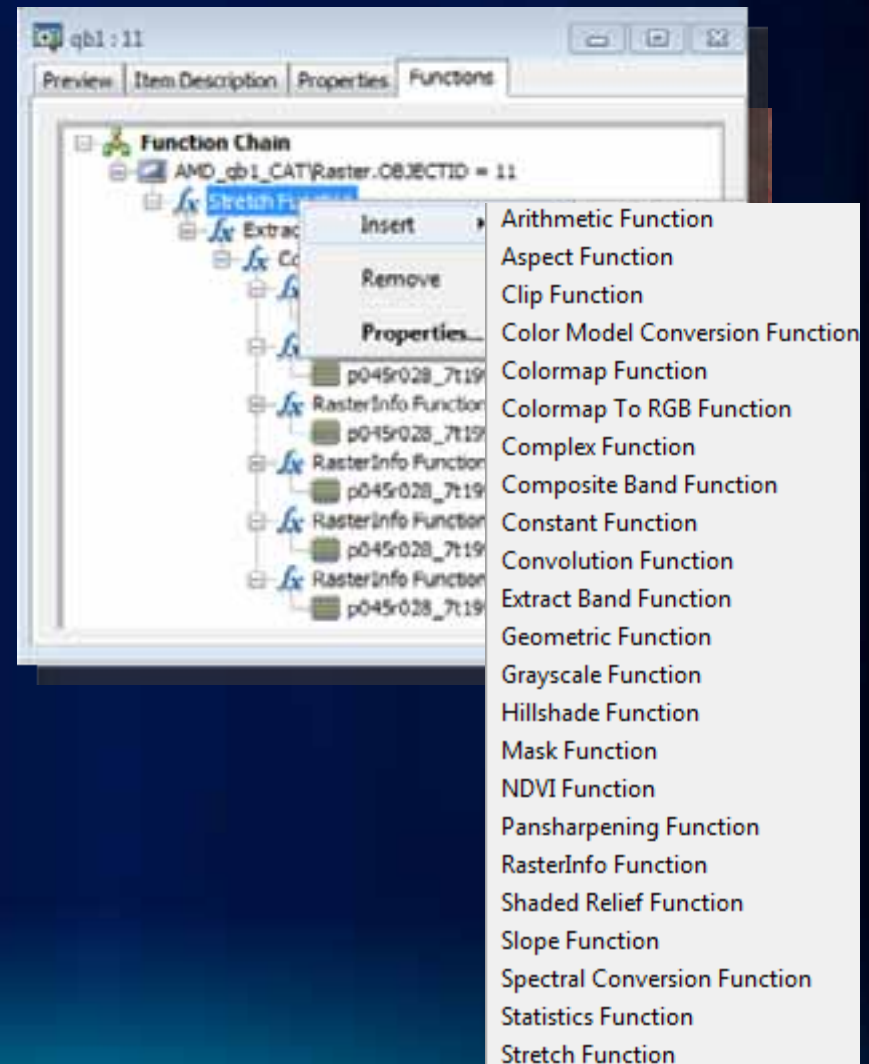 qb1 : 11
Preview Item Description Properties Functions
Function Chain
AMD_qb1_CAT\Raster.OBJECTID = 11
Stretch
Extrac
Insert
Remove
Properties...
p045r028_7t19
RasterInfo Function
p045r028_7t19
RasterInfo Function
p045r028_7t19
RasterInfo Function
p045r028_7t19
RasterInfo Function
p045r028_7t19
Arithmetic Function
Aspect Function
Clip Function
Color Model Conversion Function
Colormap Function
Colormap To RGB Function
Complex Function
Composite Band Function
Constant Function
Convolution Function
Extract Band Function
Geometric Function
Grayscale Function
Hillshade Function
Mask Function
NDVI Function
Pansharpening Function
RasterInfo Function
Shaded Relief Function
Slope Function
Spectral Conversion Function
Statistics Function
Stretch Function